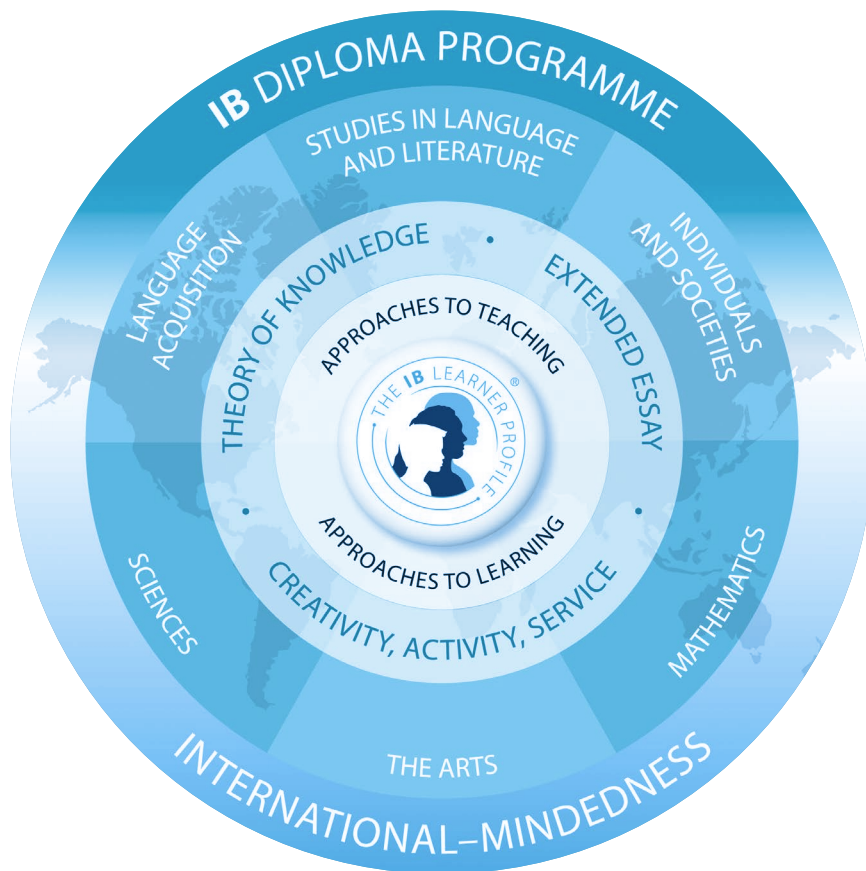 IB DIPLOMA PROGRAMME
STUDIES IN LANGUAGE
AND LITERATURE
LANGUAGE
ACQUISITION
INDIVIDUALS
AND SOCIETIES
THEORY OF KNOWLEDGE •
EXTENDED ESSAY •
APPROACHES TO TEACHING
THE IB LEARNER PROFILE®
APPROACHES TO LEARNING
CREATIVITY, ACTIVITY, SERVICE •
SCIENCES
MATHEMATICS
THE ARTS
INTERNATIONAL–MINDEDNESS